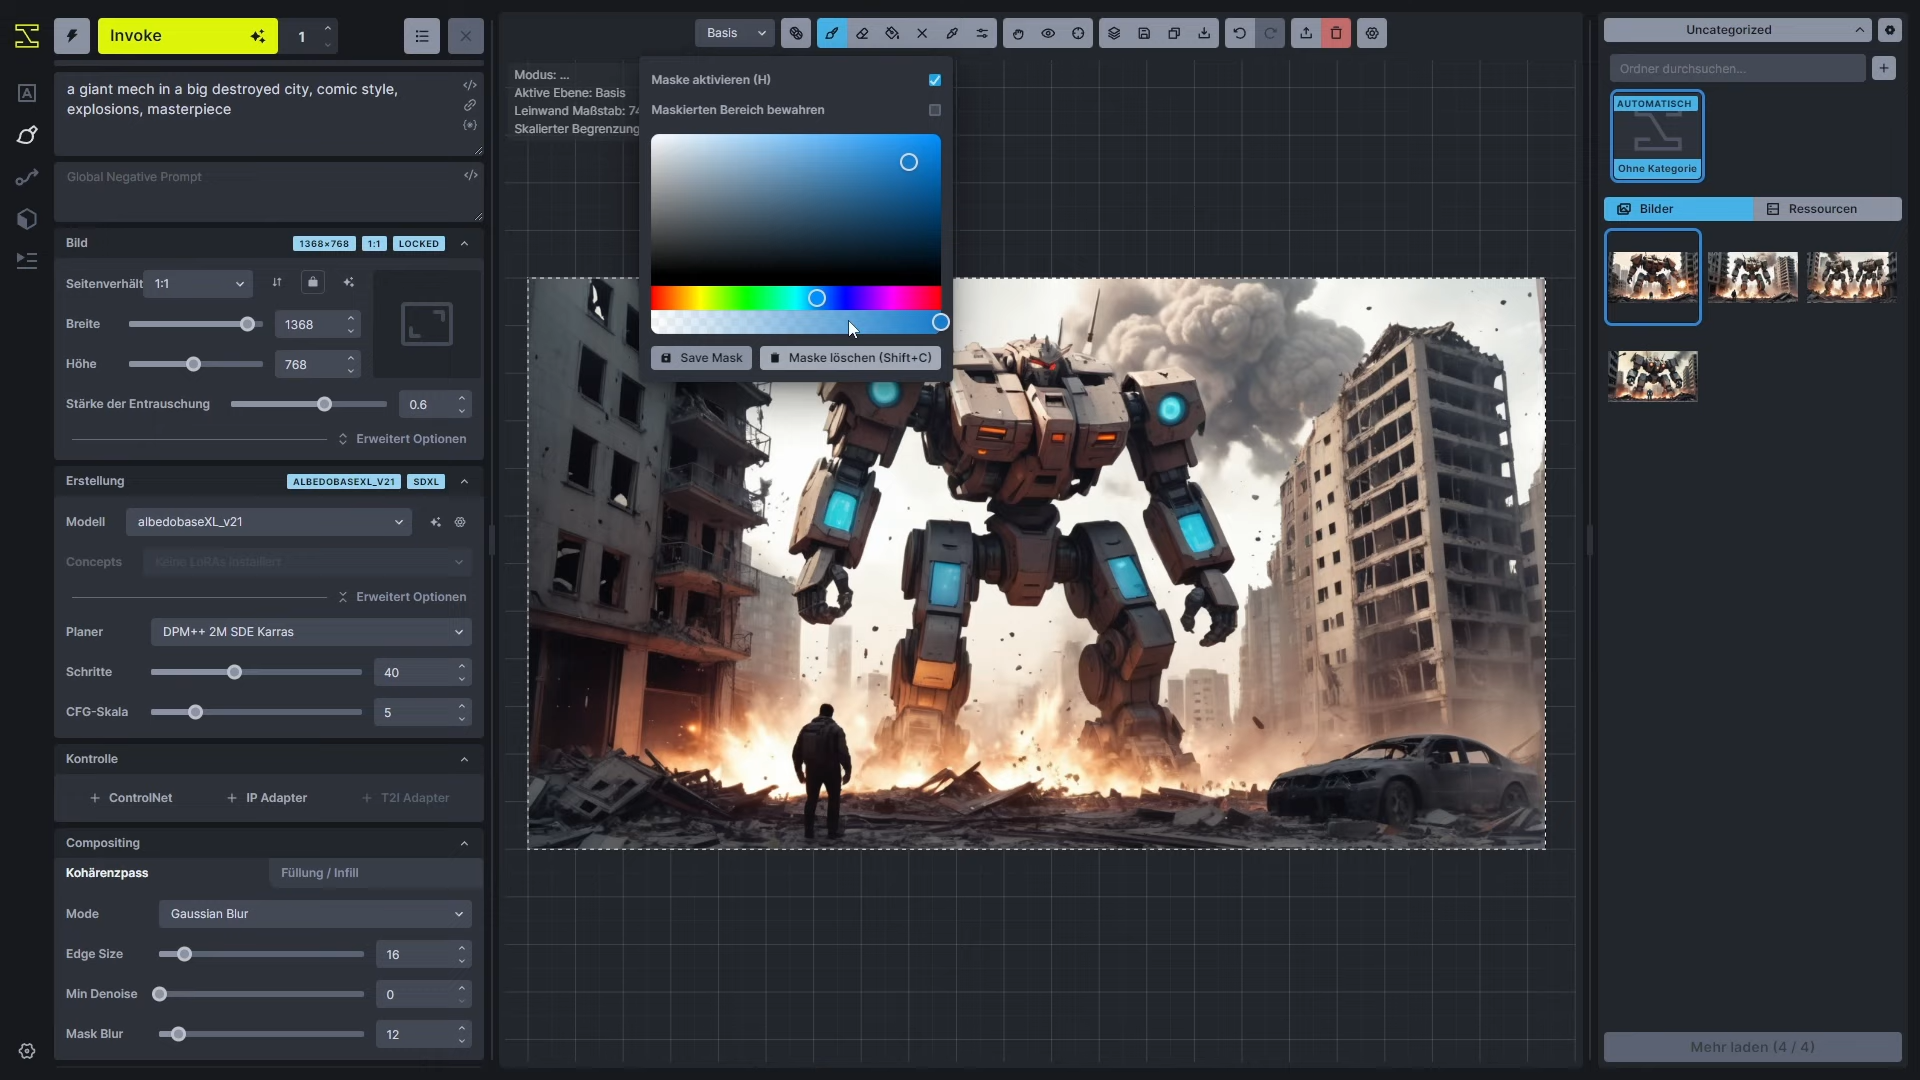 Invoke
1
a giant mech in a big destroyed city, comic style,
explosions, masterpiece
Global Negative Prompt
Bild
1368×768
1:1
LOCKED
Seitenverhält
1:1
Breite
1368
Höhe
768
Stärke der Entrauschung
0.6
Erweitert Optionen
Erstellung
ALBEDOBASEXL_V21
SDXL
Modell
albedobaseXL_v21
Concepts
Keine LoRAs installiert
Erweitert Optionen
Planer
DPM++ 2M SDE Karras
Schritte
40
CFG-Skala
5
Kontrolle
ControlNet
IP Adapter
T2I Adapter
Compositing
Kohärenzpass
Füllung / Infill
Mode
Gaussian Blur
Edge Size
16
Min Denoise
0
Mask Blur
12
Basis
Modus: ...
Aktive Ebene: Basis
Leinwand Maßstab: 74
Skalierter Begrenzung
Maske aktivieren (H)
Maskierten Bereich bewahren
Save Mask
Maske löschen (Shift+C)
Uncategorized
Ordner durchsuchen...
AUTOMATISCH
Ohne Kategorie
Bilder
Ressourcen
Mehr laden (4 / 4)